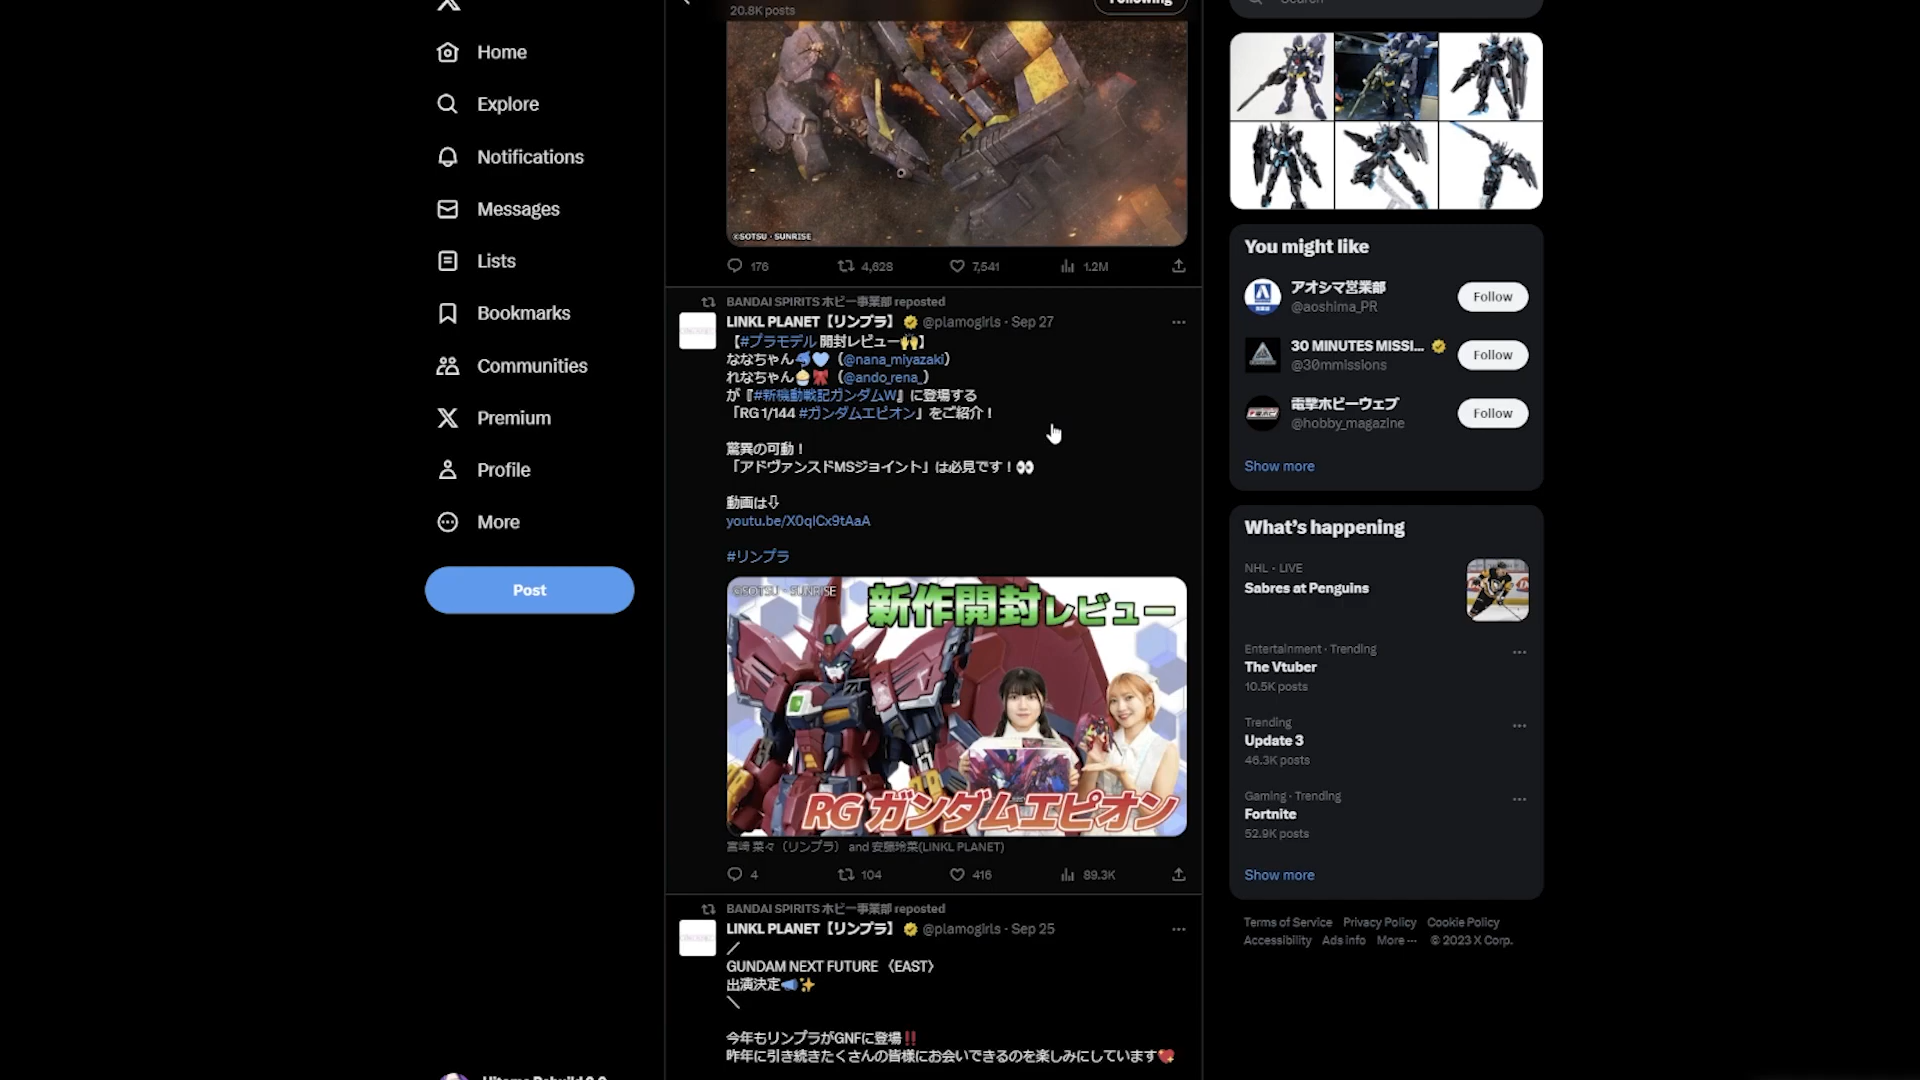 Home
Explore
Notifications
Messages
Lists
Bookmarks
Communities
Premium
Profile
More
Post
20.8K posts
Following
©SOTSU・SUNRISE
176 4,628 7,541 1.2M
BANDAI SPIRITS ホビー事業部 reposted
LINKL PLANET【リンプラ】 @plamogirls · Sep 27
【#プラモデル 開封レビュー🙌】
ななちゃん🐬🩵（@nana_miyazaki）
れなちゃん🧁🎀（@ando_rena_）
が『#新機動戦記ガンダムW』に登場する
「RG 1/144 #ガンダムエピオン」をご紹介！
驚異の可動！
「アドヴァンスドMSジョイント」は必見です！👀
動画は⇩
youtu.be/X0qICx9tAaA
#リンプラ
©SOTSU・SUNRISE
新作開封レビュー
RG ガンダムエピオン
宮崎 菜々（リンプラ） and 安藤玲菜(LINKL PLANET)
4 104 416 89.3K
BANDAI SPIRITS ホビー事業部 reposted
LINKL PLANET【リンプラ】 @plamogirls · Sep 25
／
GUNDAM NEXT FUTURE〈EAST〉
出演決定📣✨
＼
今年もリンプラがGNFに登場‼️
昨年に引き続きたくさんの皆様にお会いできるのを楽しみにしています💖
Search
You might like
アオシマ営業部
@aoshima_PR
Follow
30 MINUTES MISSI...
@30mmissions
Follow
電撃ホビーウェブ
@hobby_magazine
Follow
Show more
What's happening
NHL · LIVE
Sabres at Penguins
Entertainment · Trending
The Vtuber
10.5K posts
Trending
Update 3
46.3K posts
Gaming · Trending
Fortnite
52.9K posts
Show more
Terms of Service Privacy Policy Cookie Policy
Accessibility Ads info More ··· © 2023 X Corp.